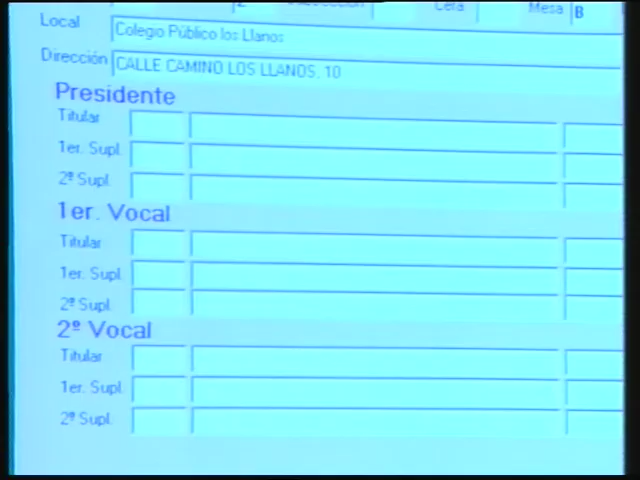 Mesa B
Local Colegio Público los Llanos
Dirección CALLE CAMINO LOS LLANOS, 10
Presidente
Titular
1er. Supl.
2º Supl.
1er. Vocal
Titular
1er. Supl.
2º Supl.
2º Vocal
Titular
1er. Supl.
2º Supl.